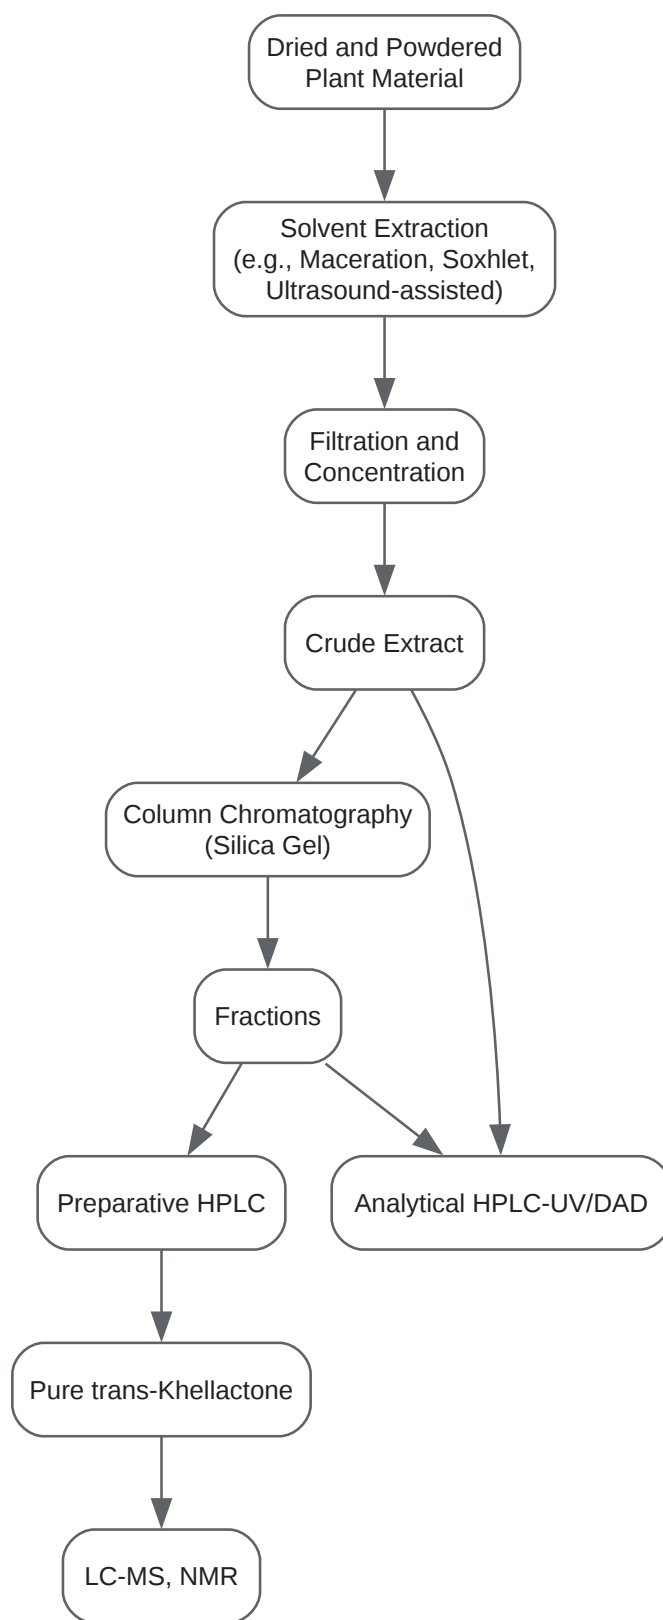 Dried and Powdered
Plant Material
Solvent Extraction
(e.g., Maceration, Soxhlet,
Ultrasound-assisted)
Filtration and
Concentration
Crude Extract
Column Chromatography
(Silica Gel)
Fractions
Preparative HPLC
Analytical HPLC-UV/DAD
Pure trans-Khellactone
LC-MS, NMR